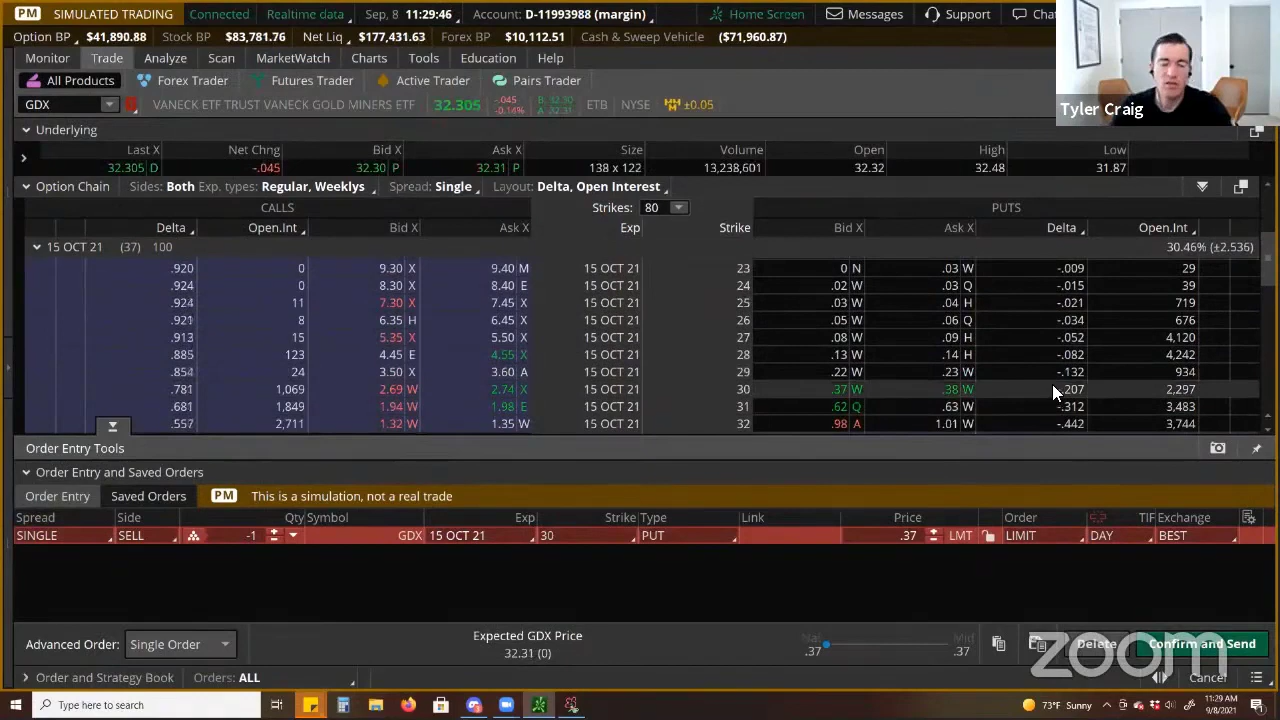 PM SIMULATED TRADING Connected Realtime data Sep, 8 11:29:46 Account: D-11993988 (margin) Home Screen Messages Support Chat
Option BP $41,890.88 Stock BP $83,781.76 Net Liq $177,431.63 Forex BP $10,112.51 Cash & Sweep Vehicle ($71,960.87)
Monitor Trade Analyze Scan MarketWatch Charts Tools Education Help
All Products Forex Trader Futures Trader Active Trader Pairs Trader
GDX VANECK ETF TRUST VANECK GOLD MINERS ETF 32.305 -.045 -0.14% B: 32.30 A: 32.31 ETB NYSE ±0.05
Tyler Craig
Underlying
Last X Net Chng Bid X Ask X Size Volume Open High Low
32.305 D -.045 32.30 P 32.31 P 138 x 122 13,238,601 32.32 32.48 31.87
Option Chain Sides: Both Exp. types: Regular, Weeklys Spread: Single Layout: Delta, Open Interest
CALLS Strikes: 80 PUTS
Delta Open.Int Bid X Ask X Exp Strike Bid X Ask X Delta Open.Int
15 OCT 21 (37) 100 30.46% (±2.536)
.920 0 9.30 X 9.40 M 15 OCT 21 23 0 N .03 W -.009 29
.924 0 8.30 X 8.40 E 15 OCT 21 24 .02 W .03 Q -.015 39
.924 11 7.30 X 7.45 X 15 OCT 21 25 .03 W .04 H -.021 719
.921 8 6.35 H 6.45 X 15 OCT 21 26 .05 W .06 Q -.034 676
.913 15 5.35 X 5.50 X 15 OCT 21 27 .08 W .09 H -.052 4,120
.885 123 4.45 E 4.55 X 15 OCT 21 28 .13 W .14 H -.082 4,242
.854 24 3.50 X 3.60 A 15 OCT 21 29 .22 W .23 W -.132 934
.781 1,069 2.69 W 2.74 X 15 OCT 21 30 .37 W .38 W -.207 2,297
.681 1,849 1.94 W 1.98 E 15 OCT 21 31 .62 Q .63 W -.312 3,483
.557 2,711 1.32 W 1.35 W 15 OCT 21 32 .98 A 1.01 W -.442 3,744
Order Entry Tools
Order Entry and Saved Orders
Order Entry Saved Orders PM This is a simulation, not a real trade
Spread Side Qty Symbol Exp Strike Type Link Price Order TIF Exchange
SINGLE SELL -1 GDX 15 OCT 21 30 PUT .37 LMT LIMIT DAY BEST
Advanced Order: Single Order Expected GDX Price 32.31 (0) Nat .37 Mid .37 Delete Confirm and Send
zoom
Order and Strategy Book Orders: ALL Cancel
Type here to search 73°F Sunny 11:29 AM 9/8/2021